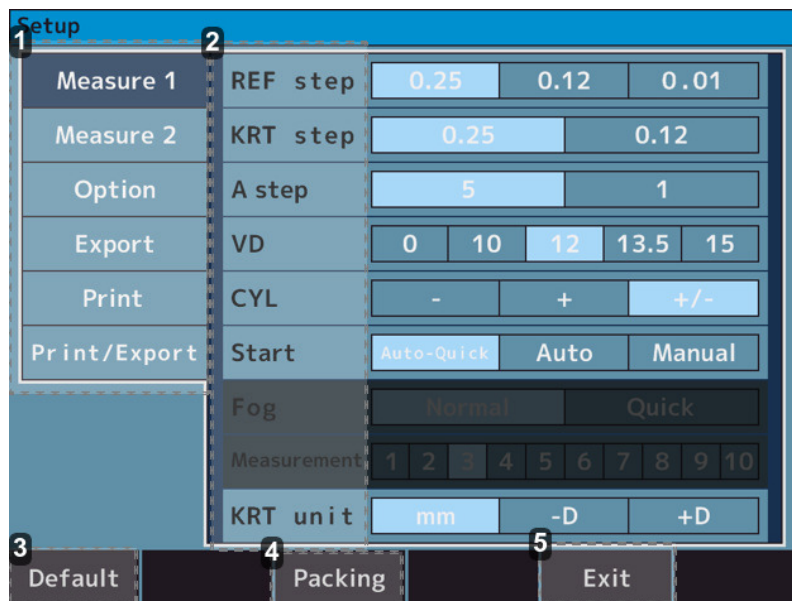 Setup
1
2
Measure 1
Measure 2
Option
Export
Print
Print/Export
REF step 0.25 0.12 0.01
KRT step 0.25 0.12
A step 5 1
VD 0 10 12 13.5 15
CYL - + +/-
Start Auto-Quick Auto Manual
Fog Normal Quick
Measurement 1 2 3 4 5 6 7 8 9 10
KRT unit mm -D +D
3
4
5
Default Packing Exit